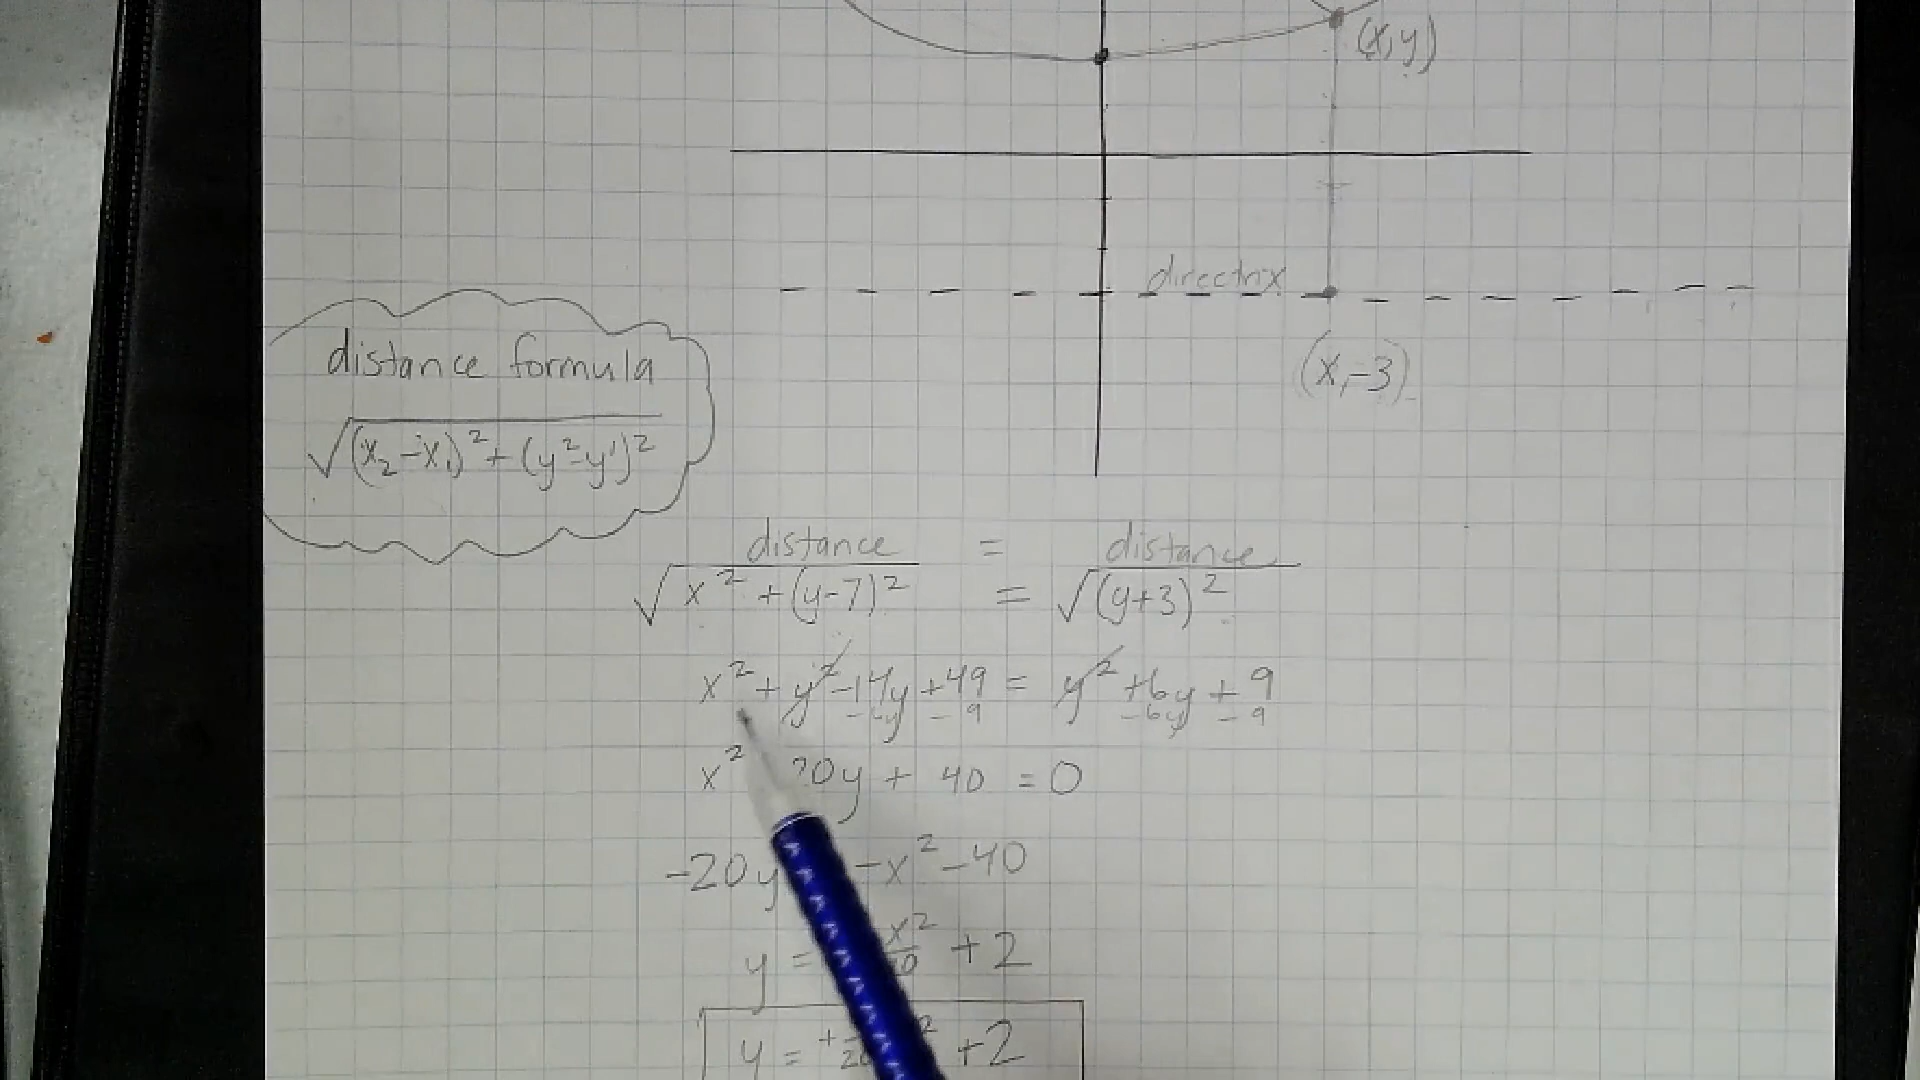 (x,y)
directrix
(x,-3)
distance formula
√(x₂-x₁)² + (y²-y¹)²
distance = distance
√x² + (y-7)² = √(y+3)²
x² + y² -14y +49 = y² +6y + 9
-6y - 9 -6y - 9
x² 20y + 40 = 0
-20y -x² -40
y = x² + 2
y = + x² +2